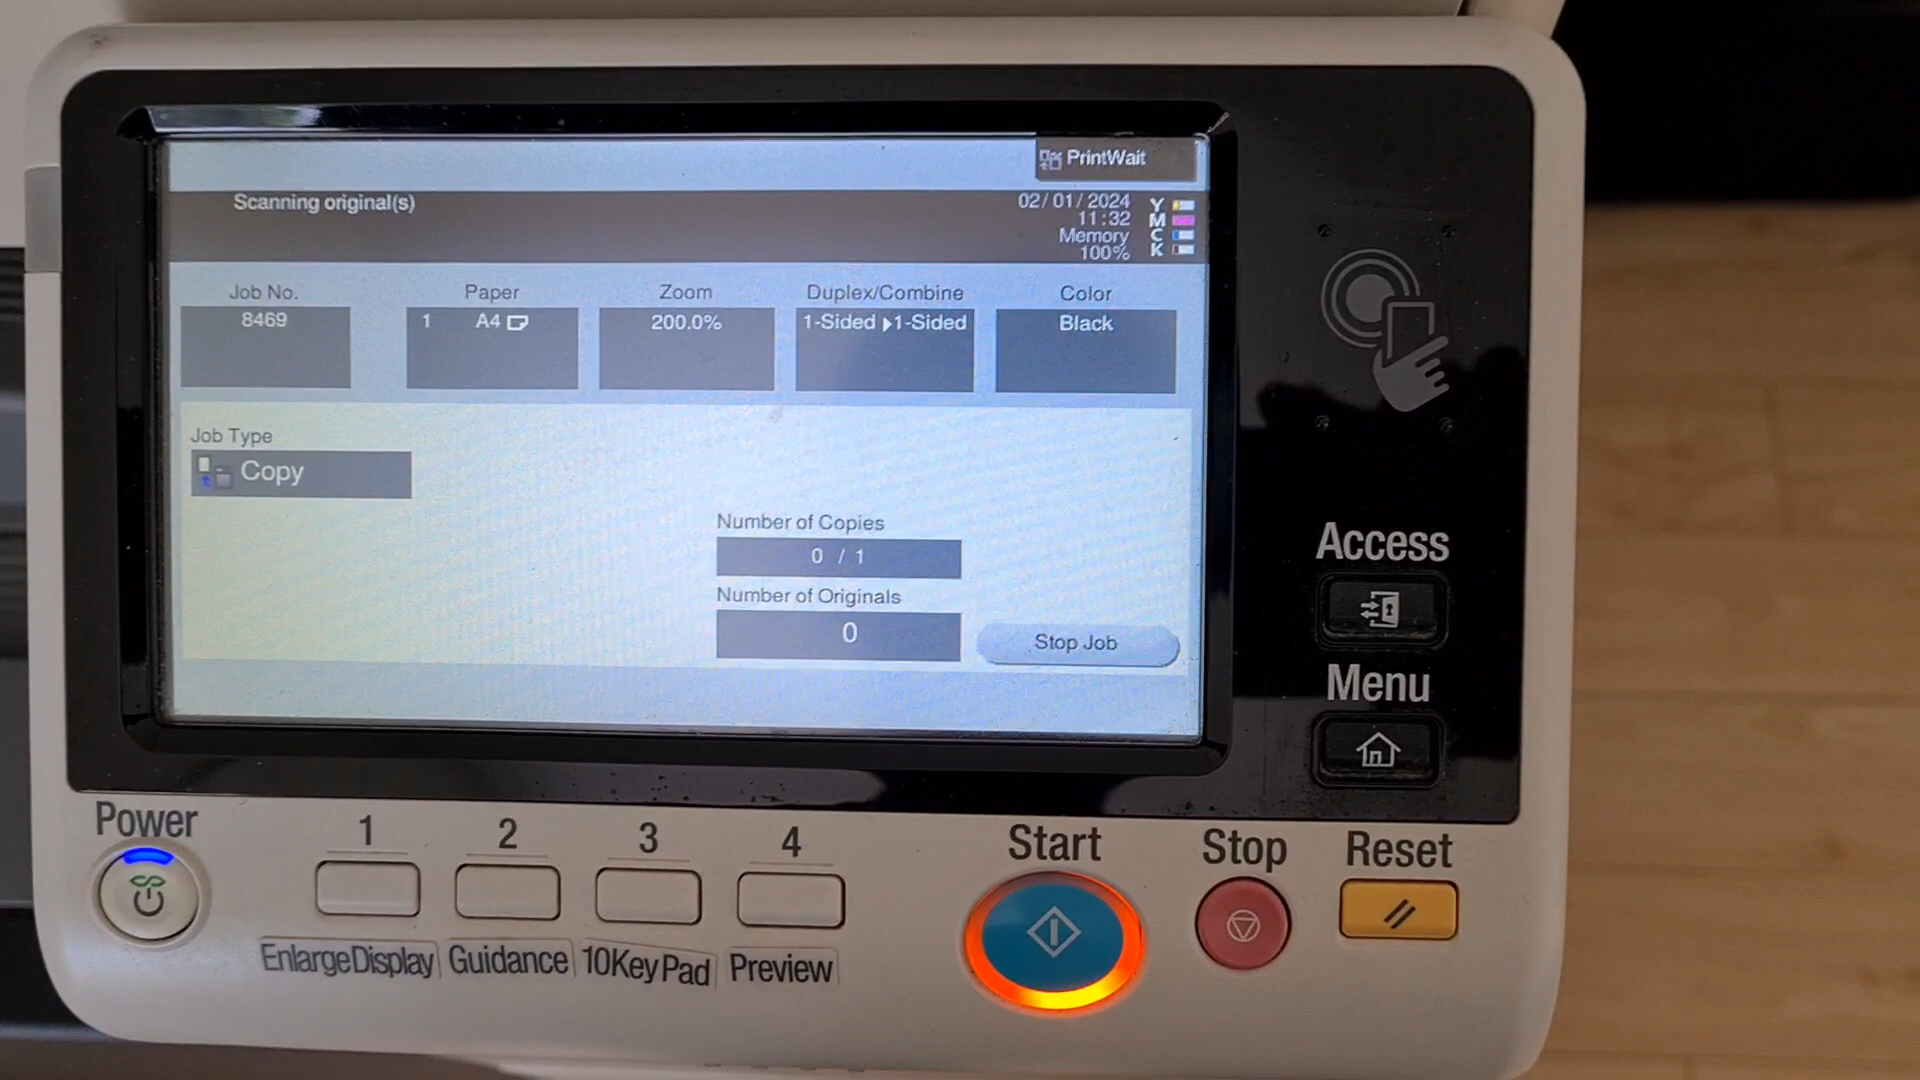 PrintWait
Scanning original(s)
02/01/2024
11:32
Memory
100%
Y
M
C
K
Job No.
8469
Paper
1 A4
Zoom
200.0%
Duplex/Combine
1-Sided ▶1-Sided
Color
Black
Job Type
Copy
Number of Copies
0 / 1
Number of Originals
0
Stop Job
Access
Menu
Power
1
2
3
4
Start
Stop
Reset
EnlargeDisplay
Guidance
10KeyPad
Preview